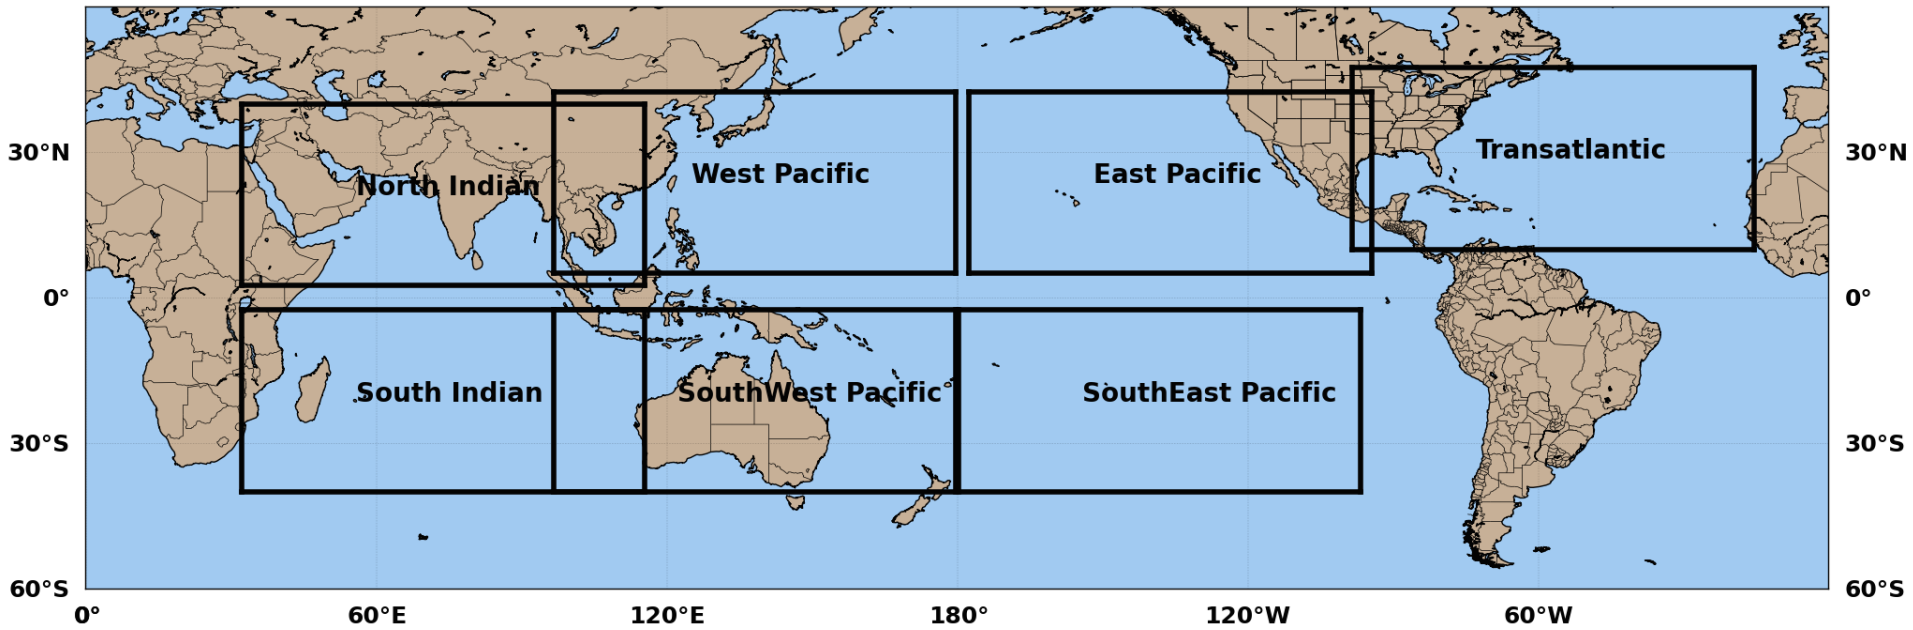 Transatlantic
30°N
30°N
West Pacific
East Pacific
North Indian
0°
0°
South Indian
SouthWest Pacific
SouthEast Pacific
30°S
30°S
60°S
60°S
0°
60°E
120°E
180°
120°W
60°W